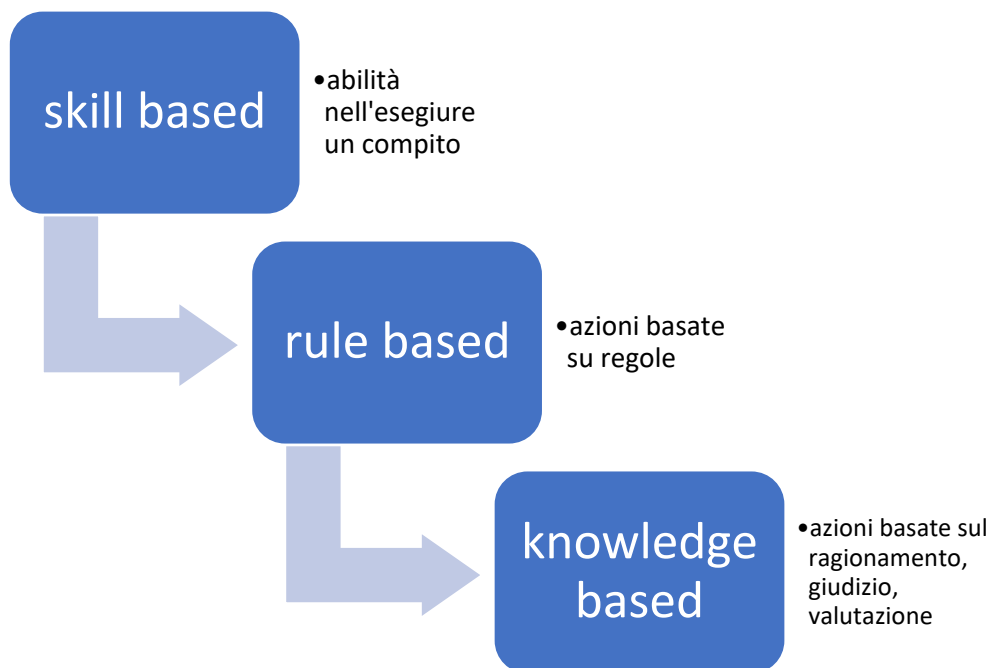 skill based
•abilità
nell'esegiure
un compito
rule based
•azioni basate
su regole
knowledge
based
•azioni basate sul
ragionamento,
giudizio,
valutazione